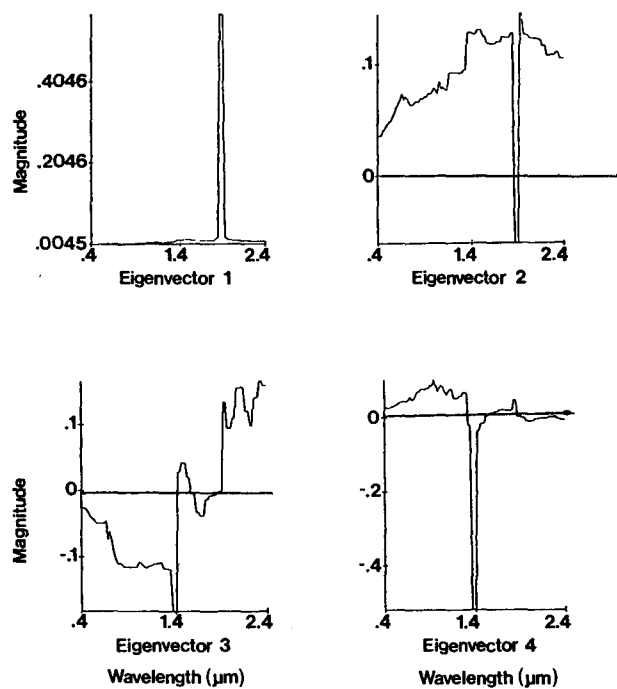 .4046
.2046
.0045
Magnitude
.4
1.4
2.4
Eigenvector 1
.1
0
.4
1.4
2.4
Eigenvector 2
.1
0
-.1
Magnitude
.4
1.4
2.4
Eigenvector 3
Wavelength (µm)
0
-.2
-.4
.4
1.4
2.4
Eigenvector 4
Wavelength (µm)